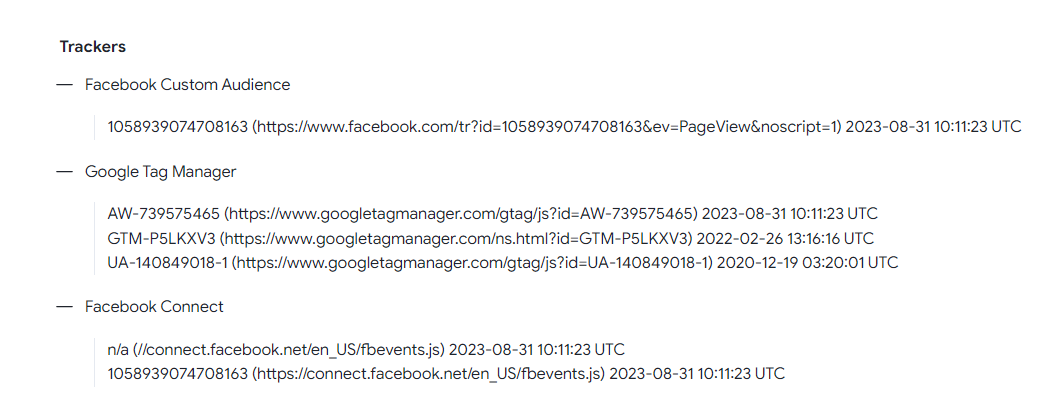 Trackers
— Facebook Custom Audience
1058939074708163 (https://www.facebook.com/tr?id=1058939074708163&ev=PageView&noscript=1) 2023-08-31 10:11:23 UTC
— Google Tag Manager
AW-739575465 (https://www.googletagmanager.com/gtag/js?id=AW-739575465) 2023-08-31 10:11:23 UTC
GTM-P5LKXV3 (https://www.googletagmanager.com/ns.html?id=GTM-P5LKXV3) 2022-02-26 13:16:16 UTC
UA-140849018-1 (https://www.googletagmanager.com/gtag/js?id=UA-140849018-1) 2020-12-19 03:20:01 UTC
— Facebook Connect
n/a (//connect.facebook.net/en_US/fbevents.js) 2023-08-31 10:11:23 UTC
1058939074708163 (https://connect.facebook.net/en_US/fbevents.js) 2023-08-31 10:11:23 UTC